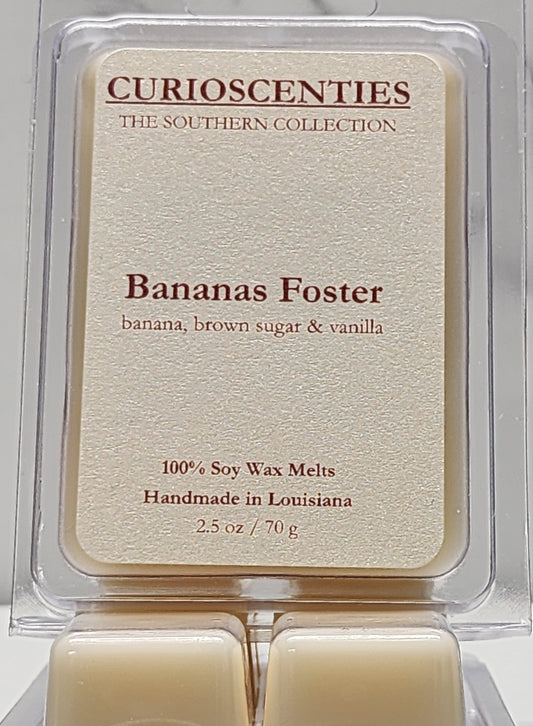 CURIOSCENTIES
THE SOUTHERN COLLECTION
Bananas Foster
banana, brown sugar & vanilla
100% Soy Wax Melts
Handmade in Louisiana
2.5 oz / 70 g